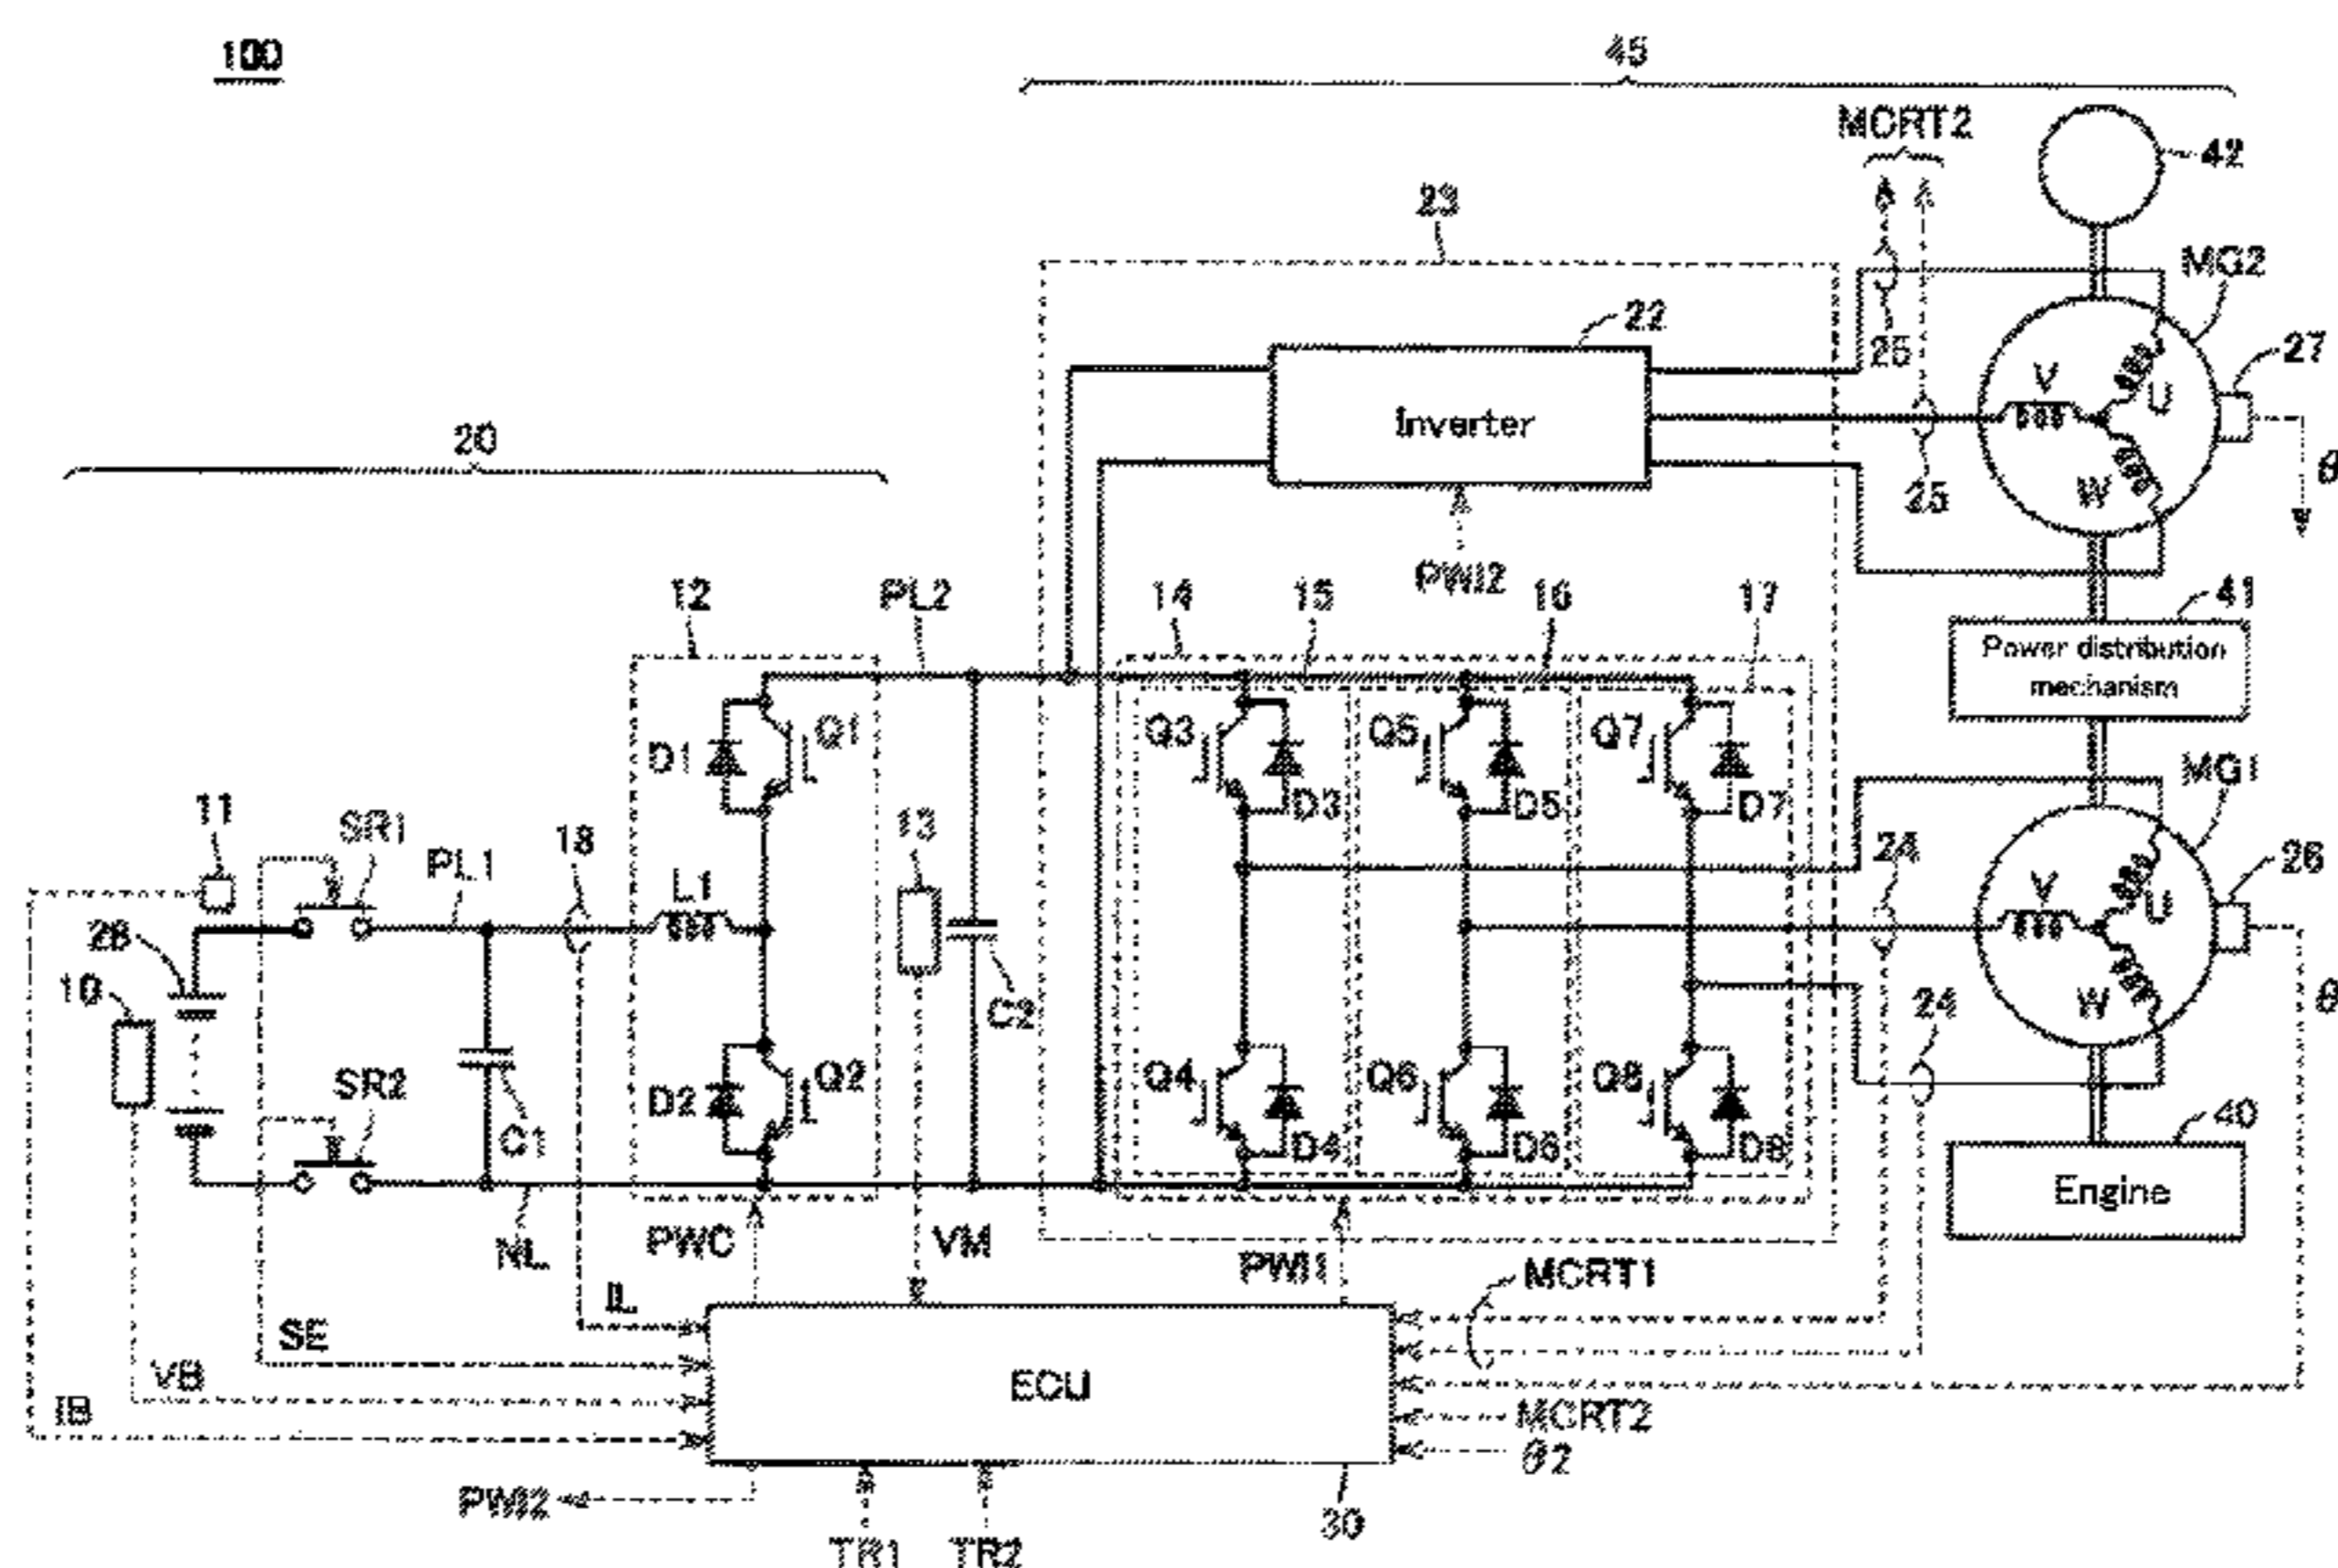 100
45
MCRT2
42
23
MG2
22
27
25
V
U
Inverter
20
W
25
θ
PWI2
12
PL2
14
15
16
17
41
Power distribution
mechanism
Q1
D1
Q3
Q5
Q7
MG1
11
SR1
D3
D5
D7
13
18
PL1
L1
24
26
V
U
28
10
C2
W
θ
24
SR2
C1
D2
Q2
Q4
Q6
Q8
40
D4
D6
D8
Engine
NL
PWC
VM
PWI1
MCRT1
IL
SE
VB
IB
ECU
MCRT2
θ2
PWI2
30
TR1
TR2